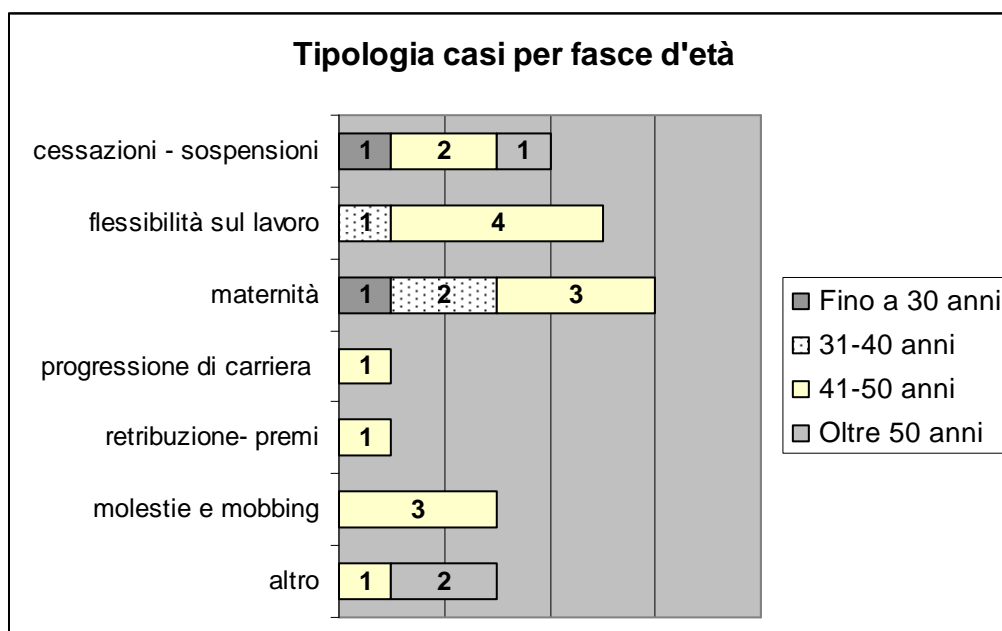 Tipologia casi per fasce d'età
cessazioni - sospensioni 1 2 1
flessibilità sul lavoro 1 4
maternità 1 2 3
progressione di carriera 1
retribuzione- premi 1
molestie e mobbing 3
altro 1 2
Fino a 30 anni
31-40 anni
41-50 anni
Oltre 50 anni